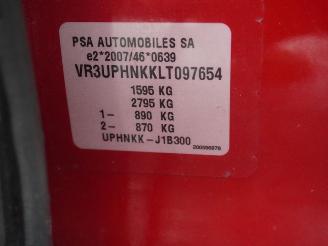 PSA AUTOMOBILES SA
e2*2007/46*0639
VR3UPHNKKLT097654
1595 KG
2795 KG
1- 890 KG
2- 870 KG
UPHNKK-J1B300